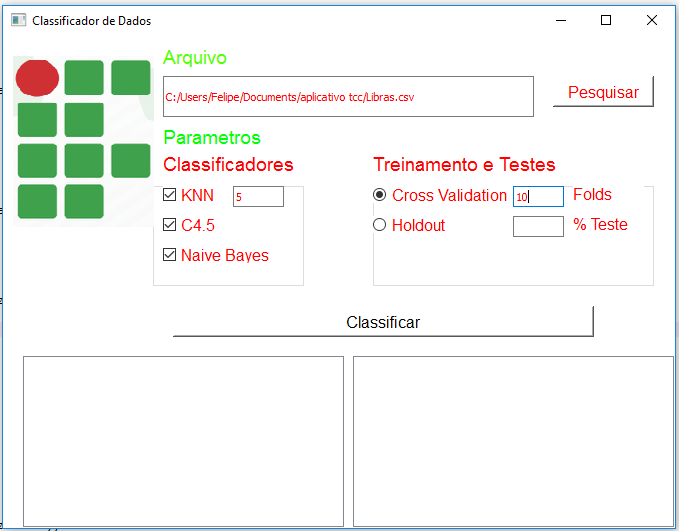 Classificador de Dados
Arquivo
C:/Users/Felipe/Documents/aplicativo tcc/Libras.csv
Pesquisar
Parametros
Classificadores
Treinamento e Testes
KNN 5
Cross Validation 10 Folds
C4.5
Holdout % Teste
Naive Bayes
Classificar